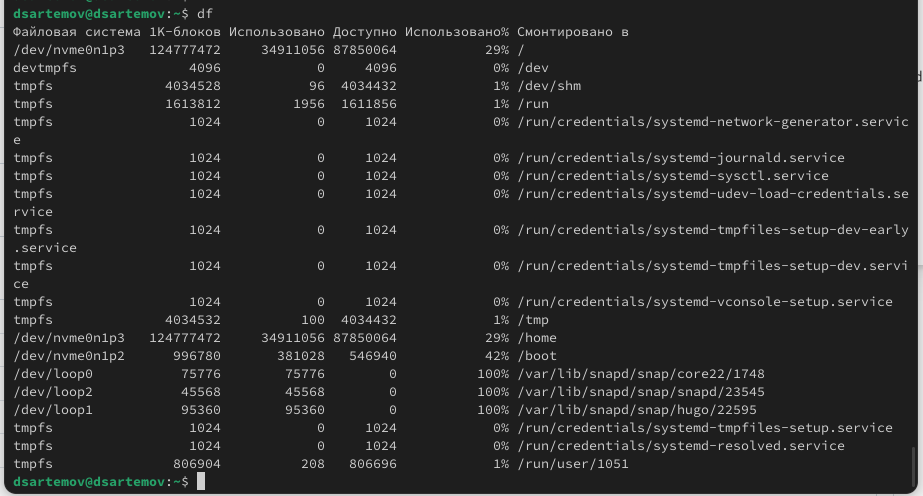 dsartemov@dsartemov:~$ df
Файловая система 1K-блоков Использовано Доступно Использовано% Смонтировано в
/dev/nvme0n1p3   124777472     34911056 87850064           29% /
devtmpfs              4096            0     4096            0% /dev
tmpfs              4034528           96  4034432            1% /dev/shm
tmpfs              1613812         1956  1611856            1% /run
tmpfs                 1024            0     1024            0% /run/credentials/systemd-network-generator.servic
e
tmpfs                 1024            0     1024            0% /run/credentials/systemd-journald.service
tmpfs                 1024            0     1024            0% /run/credentials/systemd-sysctl.service
tmpfs                 1024            0     1024            0% /run/credentials/systemd-udev-load-credentials.se
rvice
tmpfs                 1024            0     1024            0% /run/credentials/systemd-tmpfiles-setup-dev-early
.service
tmpfs                 1024            0     1024            0% /run/credentials/systemd-tmpfiles-setup-dev.servi
ce
tmpfs                 1024            0     1024            0% /run/credentials/systemd-vconsole-setup.service
tmpfs              4034532          100  4034432            1% /tmp
/dev/nvme0n1p3   124777472     34911056 87850064           29% /home
/dev/nvme0n1p2      996780       381028   546940           42% /boot
/dev/loop0           75776        75776        0          100% /var/lib/snapd/snap/core22/1748
/dev/loop2           45568        45568        0          100% /var/lib/snapd/snap/snapd/23545
/dev/loop1           95360        95360        0          100% /var/lib/snapd/snap/hugo/22595
tmpfs                 1024            0     1024            0% /run/credentials/systemd-tmpfiles-setup.service
tmpfs                 1024            0     1024            0% /run/credentials/systemd-resolved.service
tmpfs               806904          208   806696            1% /run/user/1051
dsartemov@dsartemov:~$